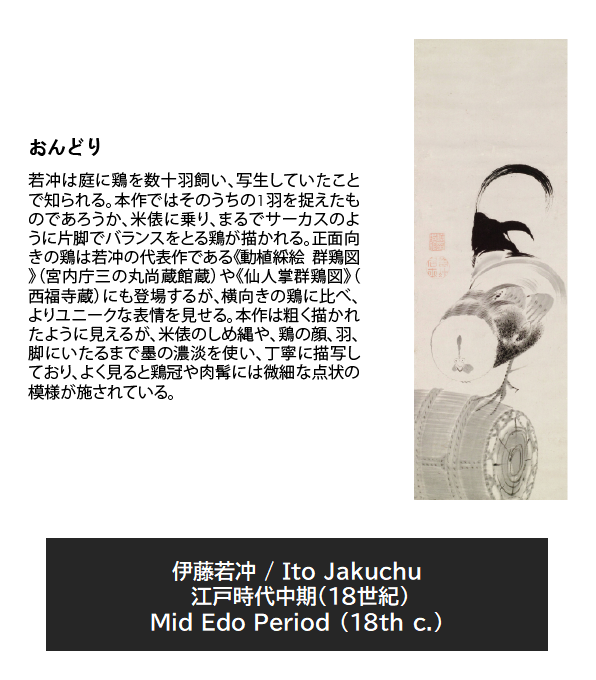 おんどり
若冲は庭に鶏を数十羽飼い、写生していたこと
で知られる。本作ではそのうちの1羽を捉えたも
のであろうか、米俵に乗り、まるでサーカスのよ
うに片脚でバランスをとる鶏が描かれる。正面向
きの鶏は若冲の代表作である《動植綵絵 群鶏図
》（宮内庁三の丸尚蔵館蔵）や《仙人掌群鶏図》（
西福寺蔵）にも登場するが、横向きの鶏に比べ、
よりユニークな表情を見せる。本作は粗く描かれ
たように見えるが、米俵のしめ縄や、鶏の顔、羽、
脚にいたるまで墨の濃淡を使い、丁寧に描写し
ており、よく見ると鶏冠や肉髯には微細な点状の
模様が施されている。
伊藤若冲 / Ito Jakuchu
江戸時代中期（18世紀）
Mid Edo Period (18th c.)